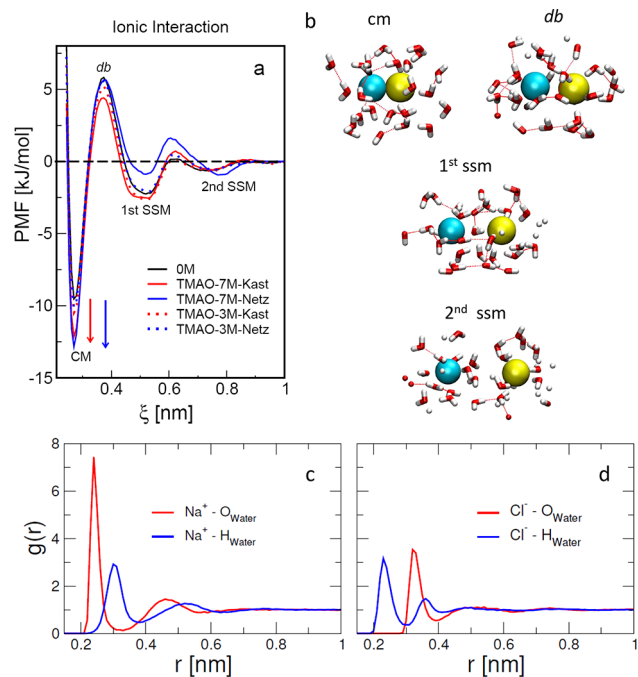 Ionic Interaction
a
PMF [kJ/mol]
5
0
-5
-10
-15
db
1st SSM
2nd SSM
CM
0M
TMAO-7M-Kast
TMAO-7M-Netz
TMAO-3M-Kast
TMAO-3M-Netz
0.4
0.6
0.8
1
ξ [nm]
b
cm
db
1st ssm
2nd ssm
c
g(r)
8
6
4
2
0
Na+ - OWater
Na+ - HWater
0.2
0.4
0.6
0.8
1
r [nm]
d
Cl- - OWater
Cl- - HWater
0.2
0.4
0.6
0.8
1
r [nm]